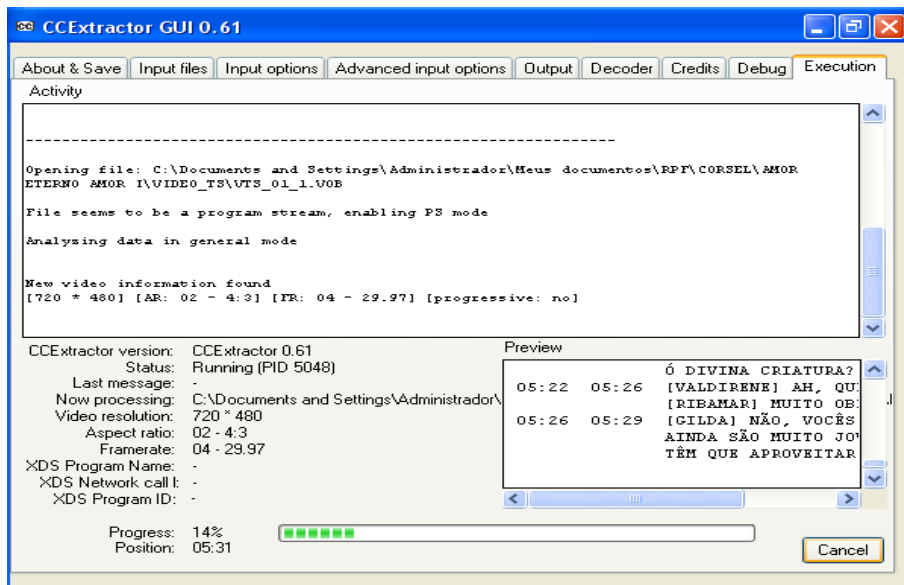 CCExtractor GUI 0.61
About & Save Input files Input options Advanced input options Output Decoder Credits Debug Execution
Activity
--------------------------------------------------------------
Opening file: C:\Documents and Settings\Administrador\Meus documentos\RPF\CORSEL\AMOR
ETERNO AMOR I\VIDEO_TS\VTS_01_1.VOB
File seems to be a program stream, enabling PS mode
Analyzing data in general mode
New video information found
[720 * 480] [AR: 02 - 4:3] [FR: 04 - 29.97] [progressive: no]
CCExtractor version: CCExtractor 0.61
Status: Running (PID 5048)
Last message: -
Now processing: C:\Documents and Settings\Administrador\
Video resolution: 720 * 480
Aspect ratio: 02 - 4:3
Framerate: 04 - 29.97
XDS Program Name: -
XDS Network call l: -
XDS Program ID: -
Preview
Ó DIVINA CRIATURA?
05:22 05:26 [VALDIRENE] AH, QU
[RIBAMAR] MUITO OB
05:26 05:29 [GILDA] NÃO, VOCÊS
AINDA SÃO MUITO JO
TÊM QUE APROVEITAR
Progress: 14%
Position: 05:31
Cancel